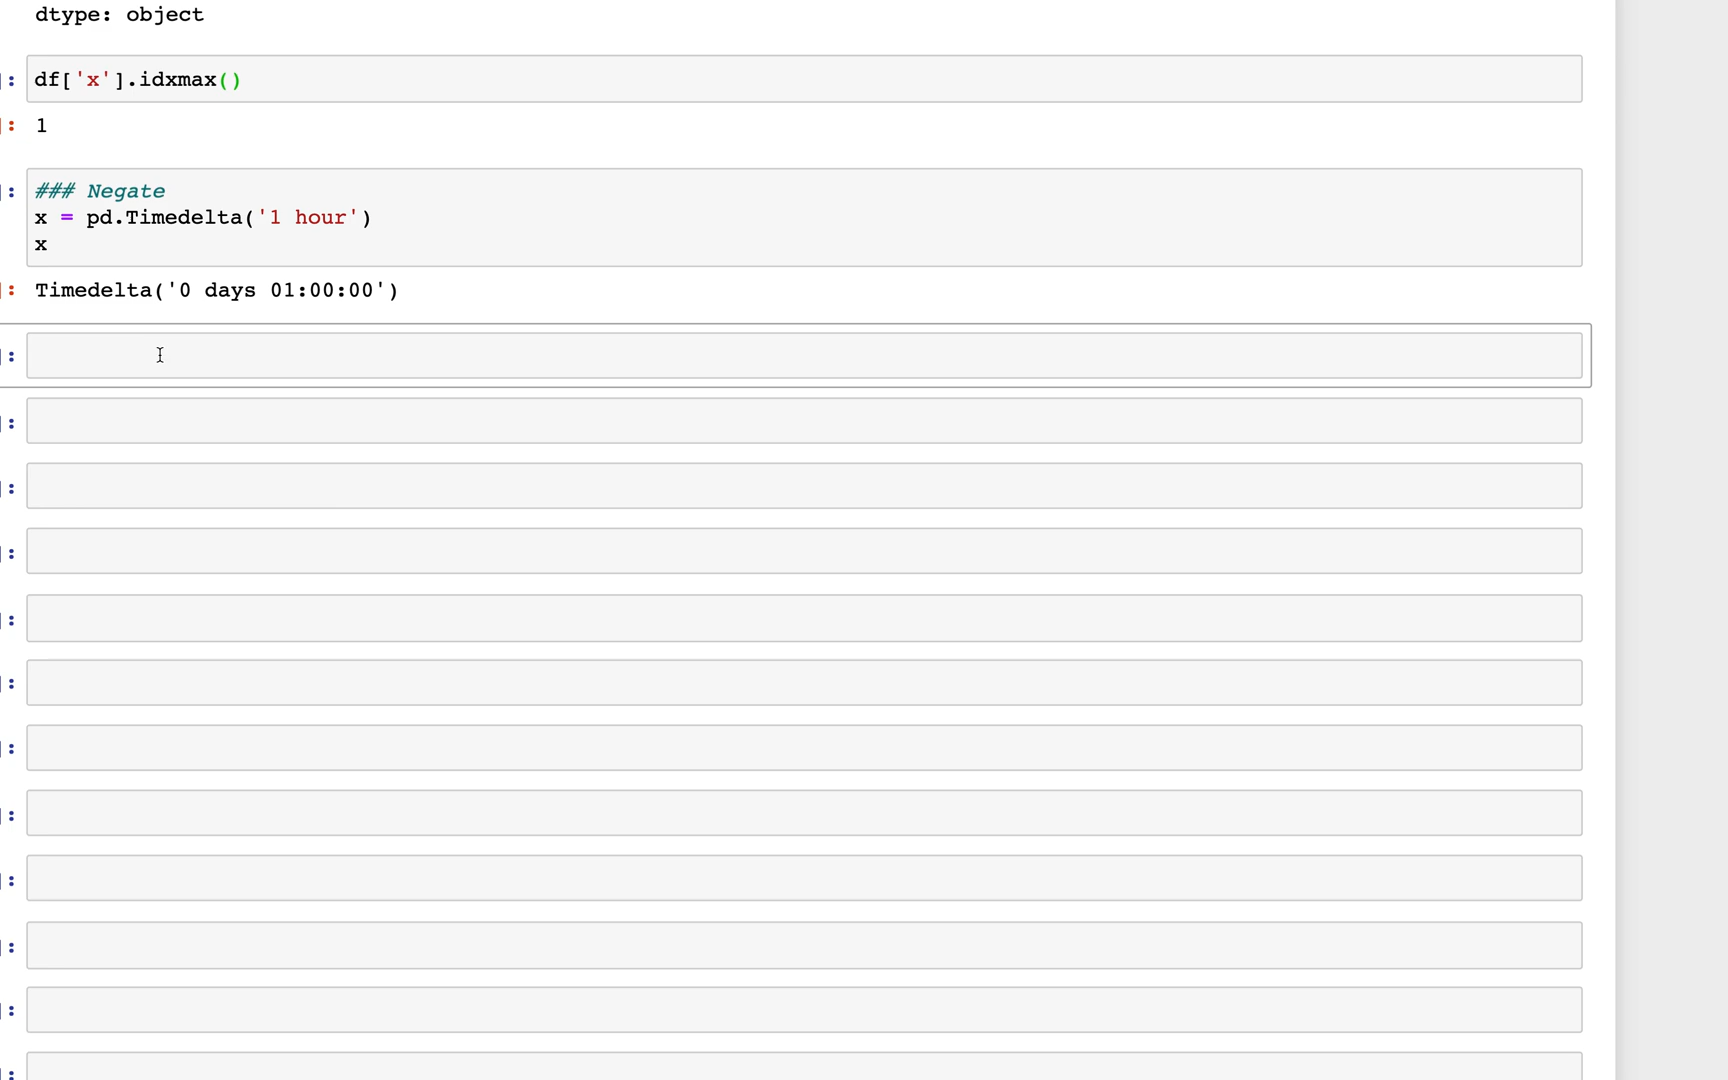 dtype: object
]: df['x'].idxmax()
]: 1
]: ### Negate
x = pd.Timedelta('1 hour')
x
]: Timedelta('0 days 01:00:00')
]:
]:
]:
]:
]:
]:
]:
]:
]:
]:
]:
]: